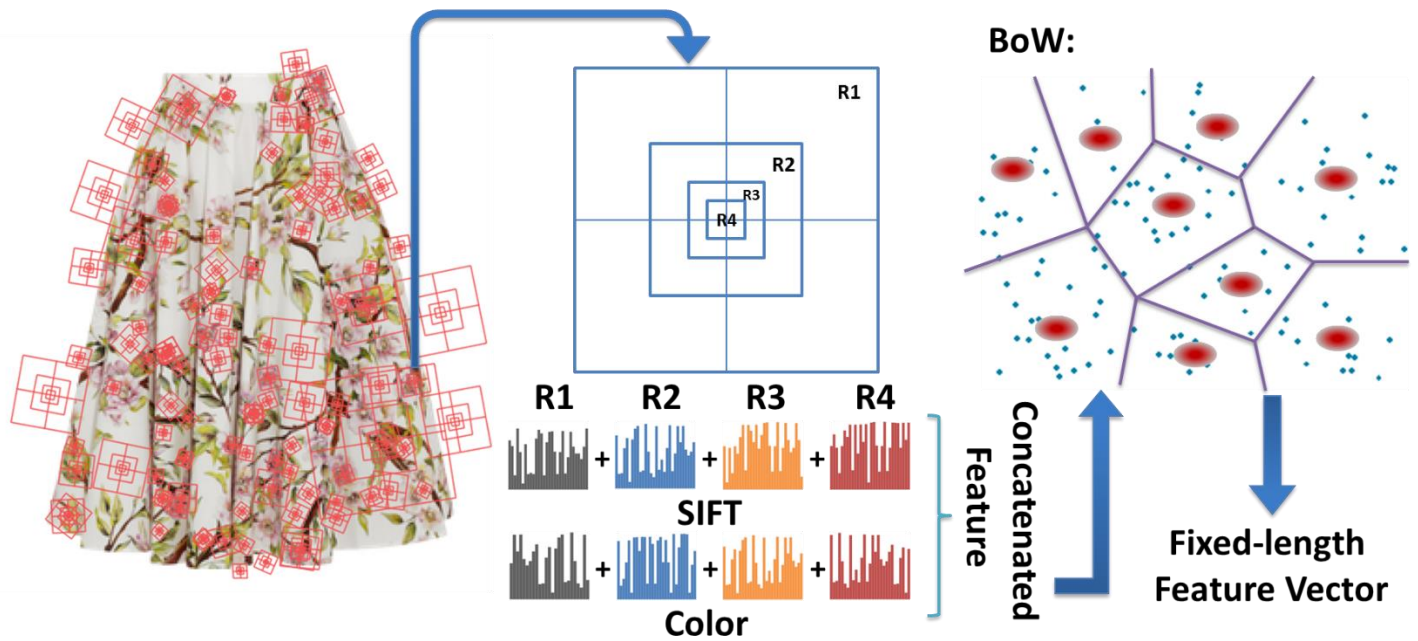 R1
R2
R3
R4
R1 R2 R3 R4
+ + +
SIFT
+ + +
Color
Concatenated
Feature
BoW:
Fixed-length
Feature Vector